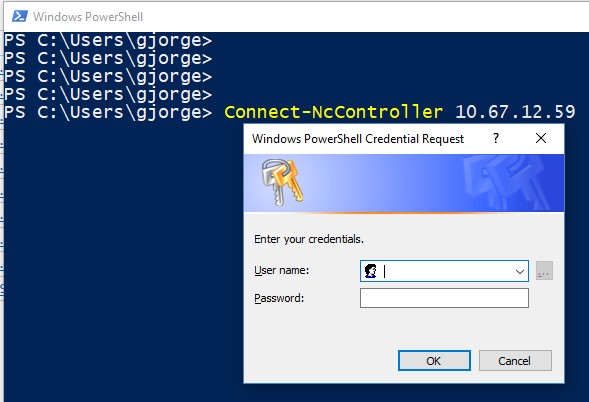 Windows PowerShell
PS C:\Users\gjorge>
PS C:\Users\gjorge>
PS C:\Users\gjorge>
PS C:\Users\gjorge>
PS C:\Users\gjorge> Connect-NcController 10.67.12.59
Windows PowerShell Credential Request ?
Enter your credentials.
User name:
...
Password:
OK Cancel